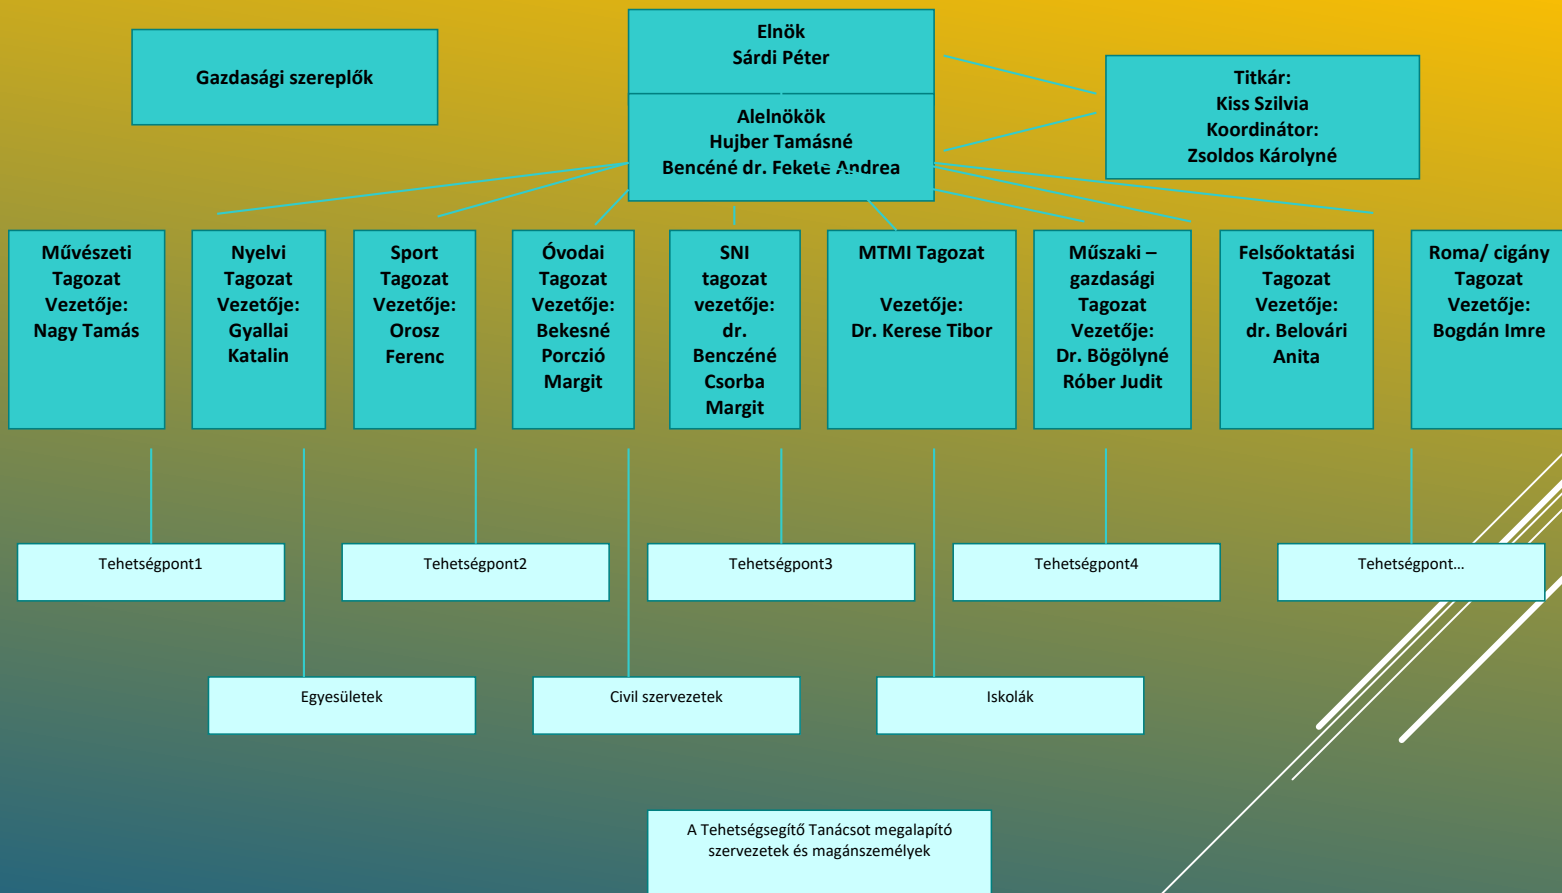 Gazdasági szereplők
Elnök
Sárdi Péter
Alelnökök
Hujber Tamásné
Bencéné dr. Fekete Andrea
Titkár:
Kiss Szilvia
Koordinátor:
Zsoldos Károlyné
Művészeti
Tagozat
Vezetője:
Nagy Tamás
Nyelvi
Tagozat
Vezetője:
Gyallai
Katalin
Sport
Tagozat
Vezetője:
Orosz
Ferenc
Óvodai
Tagozat
Vezetője:
Bekesné
Porczió
Margit
SNI
tagozat
vezetője:
dr.
Benczéné
Csorba
Margit
MTMI Tagozat
Vezetője:
Dr. Kerese Tibor
Műszaki –
gazdasági
Tagozat
Vezetője:
Dr. Bögölyné
Róber Judit
Felsőoktatási
Tagozat
Vezetője:
dr. Belovári
Anita
Roma/ cigány
Tagozat
Vezetője:
Bogdán Imre
Tehetségpont1
Tehetségpont2
Tehetségpont3
Tehetségpont4
Tehetségpont…
Egyesületek
Civil szervezetek
Iskolák
A Tehetségsegítő Tanácsot megalapító
szervezetek és magánszemélyek